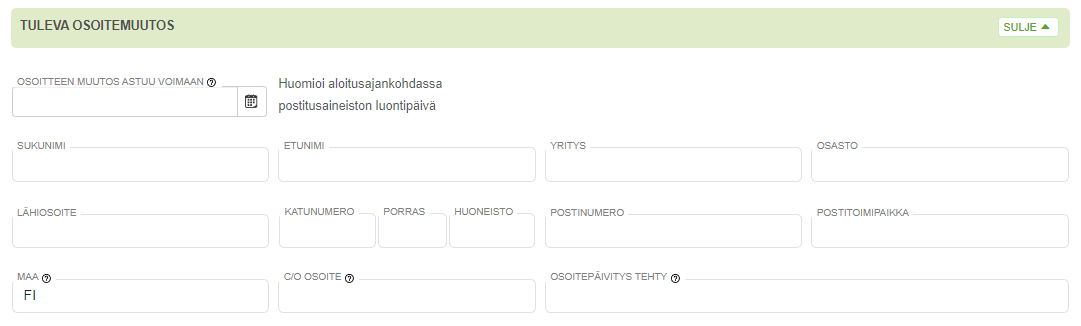 TULEVA OSOITEMUUTOS
SULJE
OSOITTEEN MUUTOS ASTUU VOIMAAN
Huomioi aloitusajankohdassa
postitusaineiston luontipäivä
SUKUNIMI
ETUNIMI
YRITYS
OSASTO
LÄHIOSOITE
KATUNUMERO
PORRAS
HUONEISTO
POSTINUMERO
POSTITOIMIPAIKKA
MAA
FI
C/O OSOITE
OSOITEPÄIVITYS TEHTY